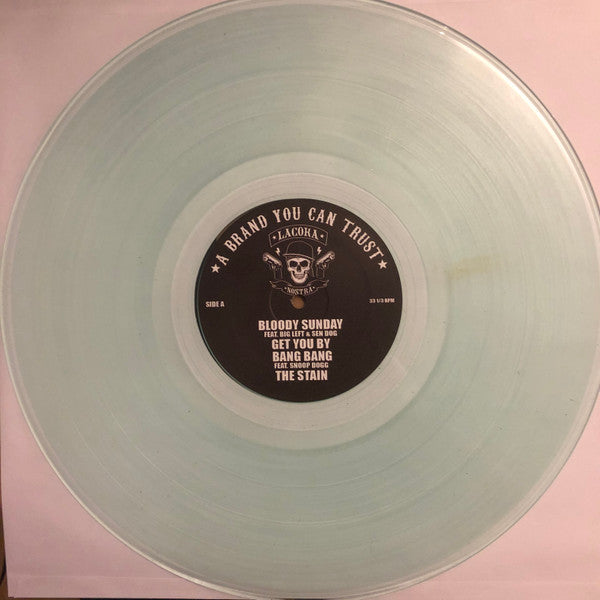 ★ A BRAND YOU CAN TRUST ★
★ LACOKA ★
★ NOSTRA ★
SIDE A
33 1/3 RPM
BLOODY SUNDAY
FEAT. BIG LEFT & SEN DOG
GET YOU BY
BANG BANG
FEAT. SNOOP DOGG
THE STAIN